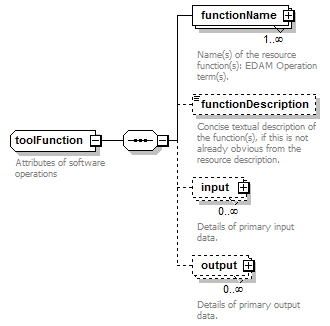 functionName
1..∞
Name(s) of the resource
function(s): EDAM Operation
term(s).
functionDescription
Concise textual description of
the function(s), if this is not
already obvious from the
resource description.
toolFunction
Attributes of software
operations
input
0..∞
Details of primary input
data.
output
0..∞
Details of primary output
data.